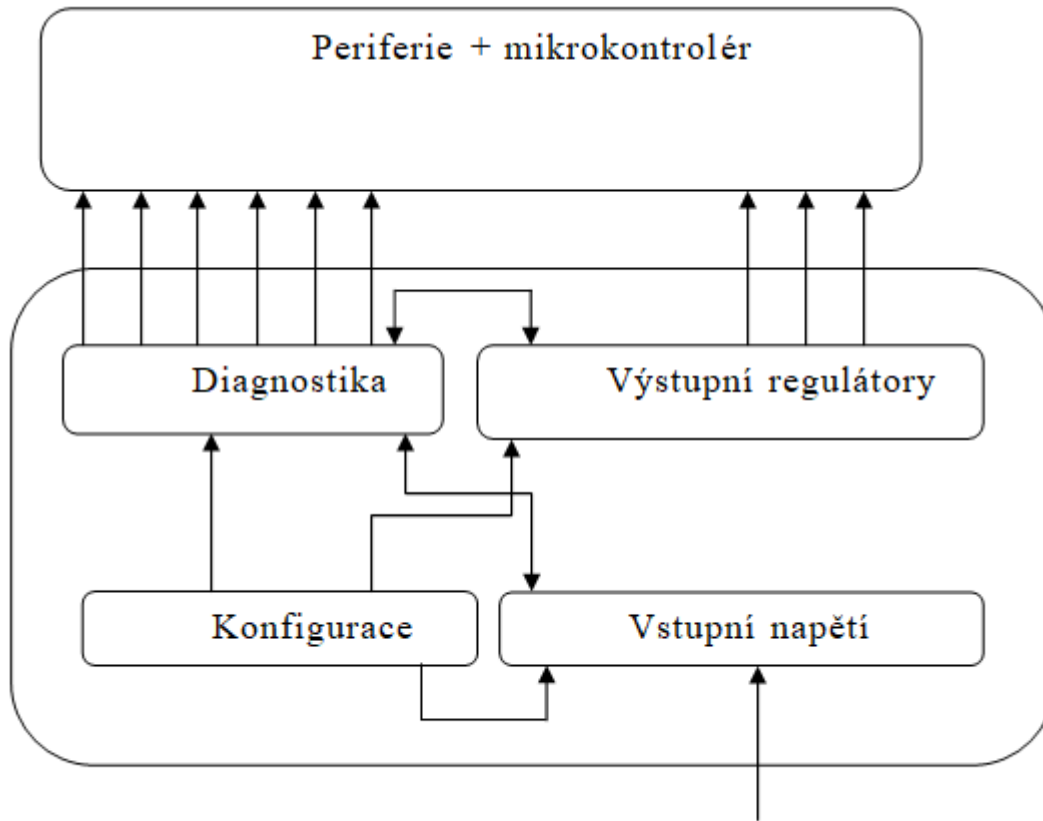 Periferie + mikrokontrolér
Diagnostika
Výstupní regulátory
Konfigurace
Vstupní napětí